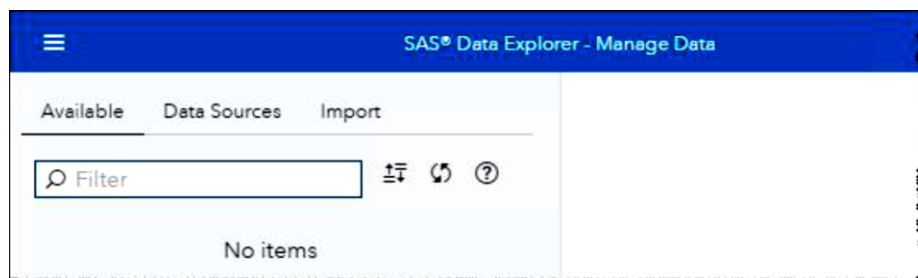 SAS® Data Explorer - Manage Data
Available Data Sources Import
Filter
No items